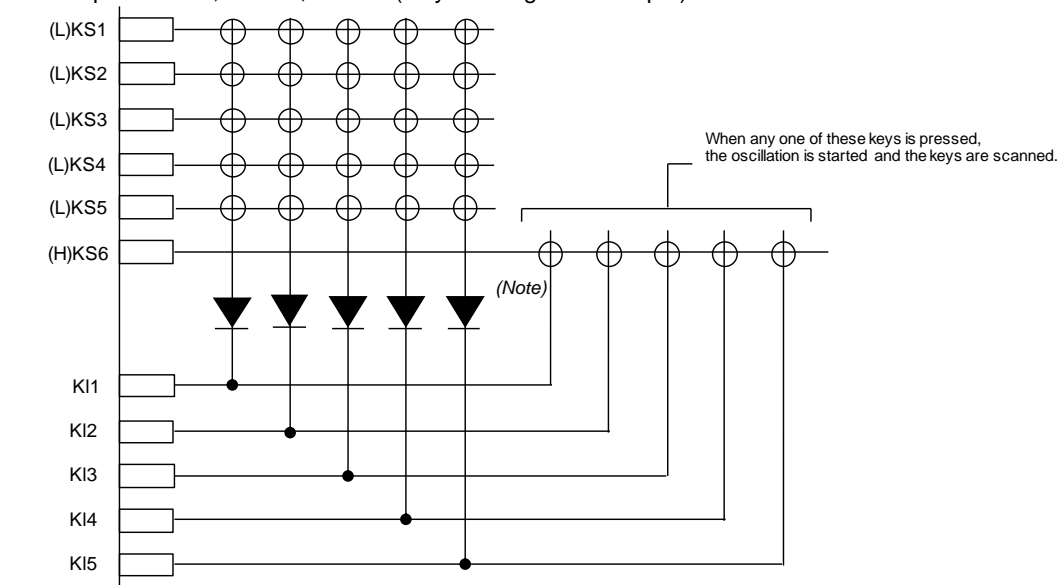 (L)KS1
(L)KS2
(L)KS3
(L)KS4
(L)KS5
(H)KS6
When any one of these keys is pressed,
the oscillation is started and the keys are scanned.
(Note)
KI1
KI2
KI3
KI4
KI5